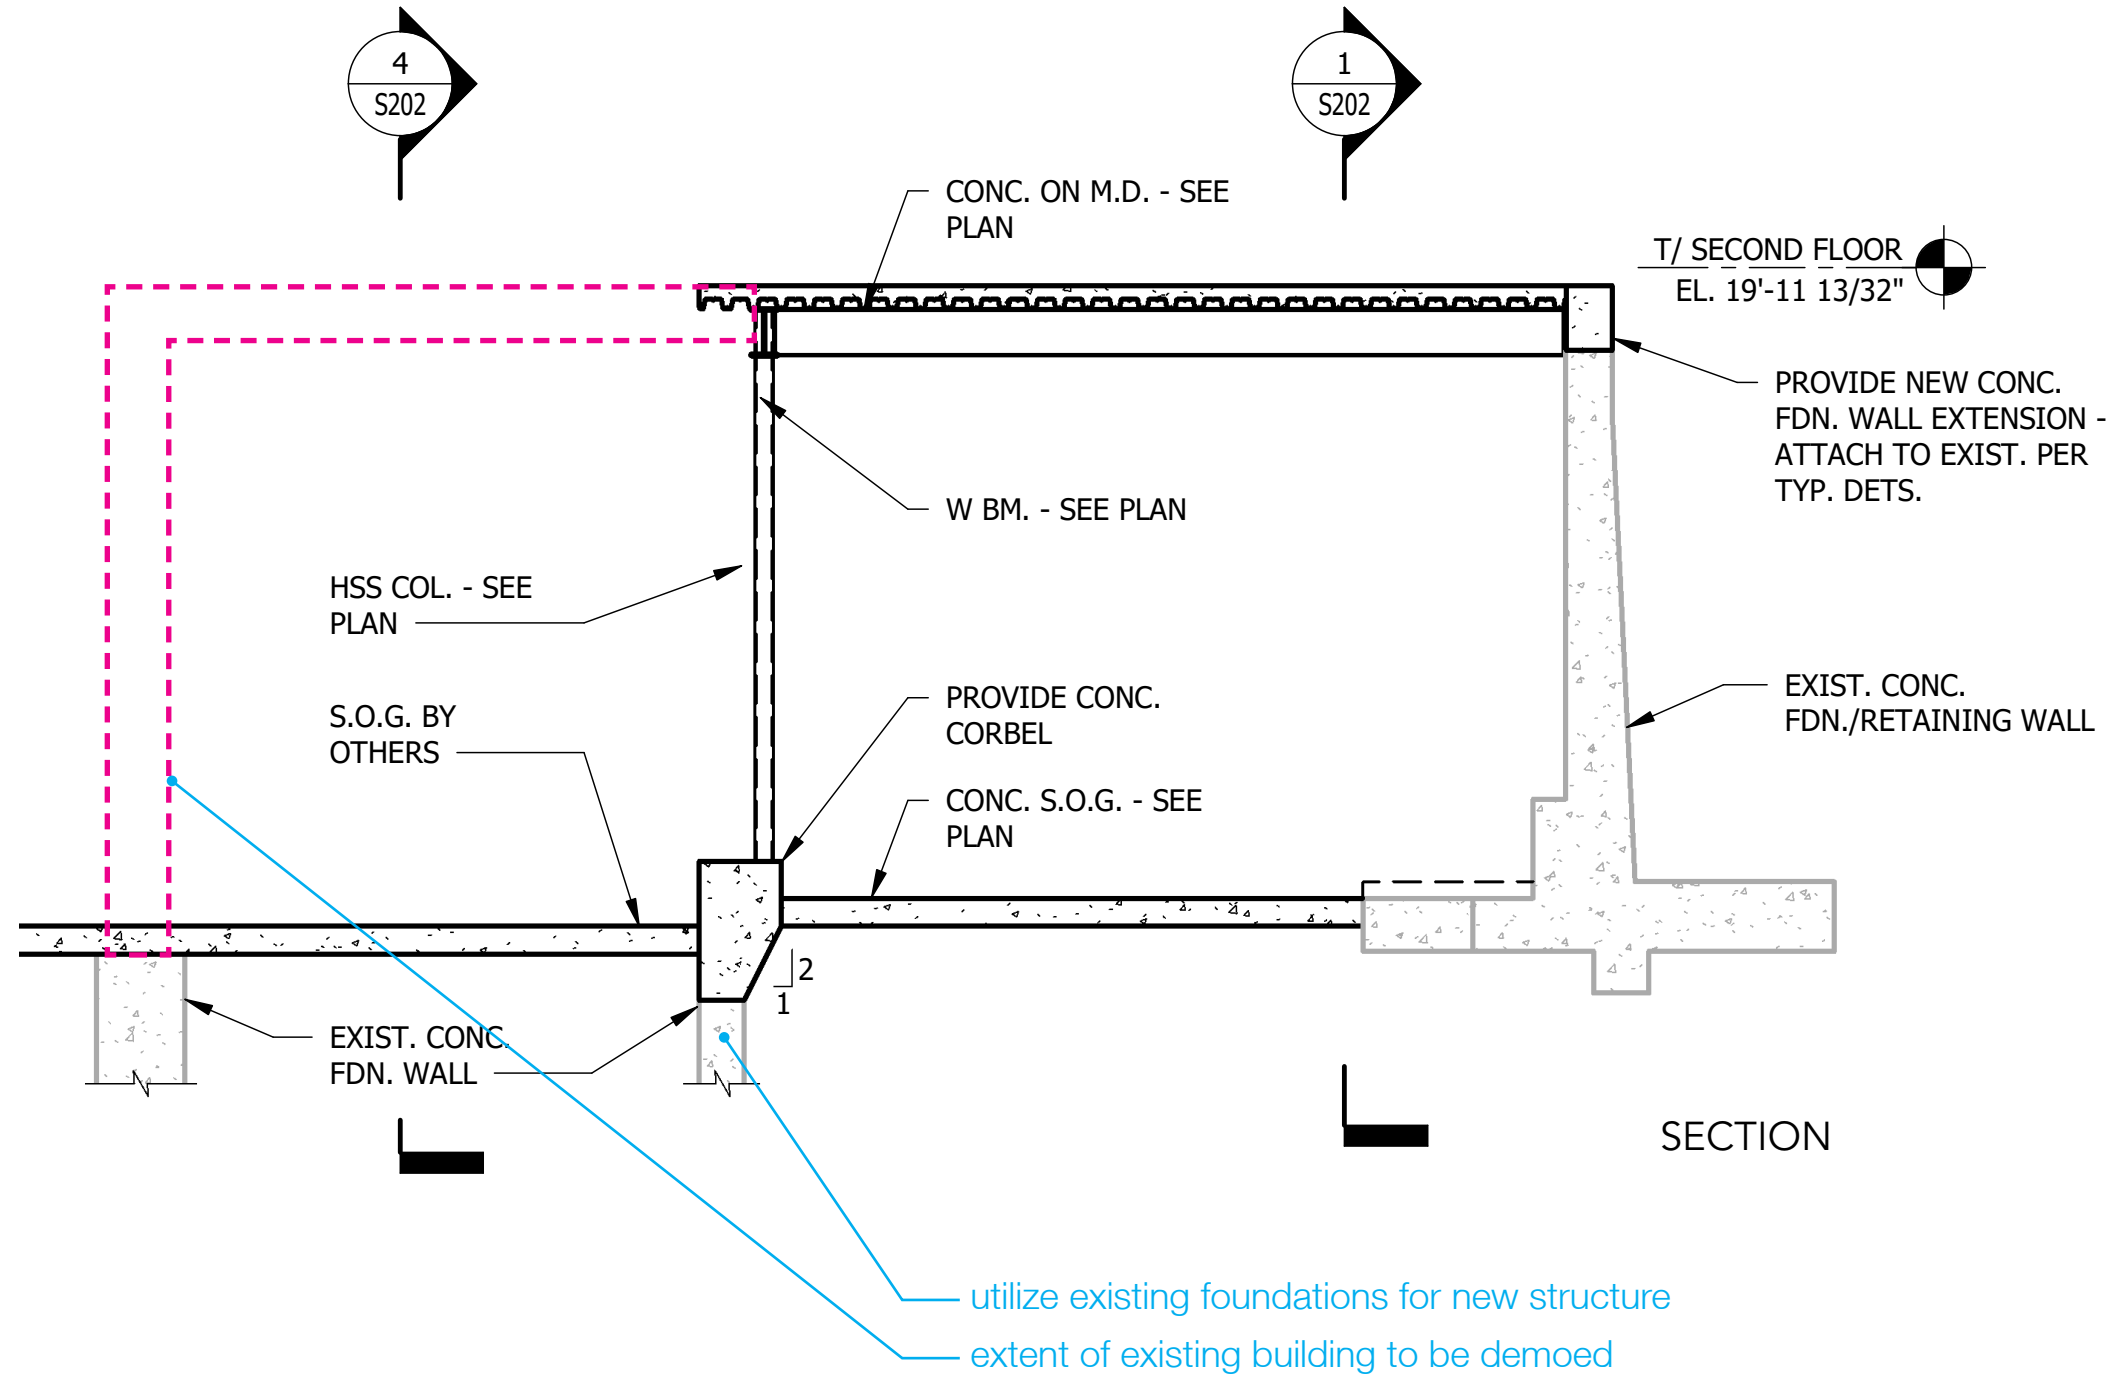 4
S202
1
S202
CONC. ON M.D. - SEE
PLAN
T/ SECOND FLOOR
EL. 19'-11 13/32"
PROVIDE NEW CONC.
FDN. WALL EXTENSION -
ATTACH TO EXIST. PER
TYP. DETS.
W BM. - SEE PLAN
HSS COL. - SEE
PLAN
S.O.G. BY
OTHERS
PROVIDE CONC.
CORBEL
EXIST. CONC.
FDN./RETAINING WALL
CONC. S.O.G. - SEE
PLAN
2
1
EXIST. CONC.
FDN. WALL
SECTION
utilize existing foundations for new structure
extent of existing building to be demoed